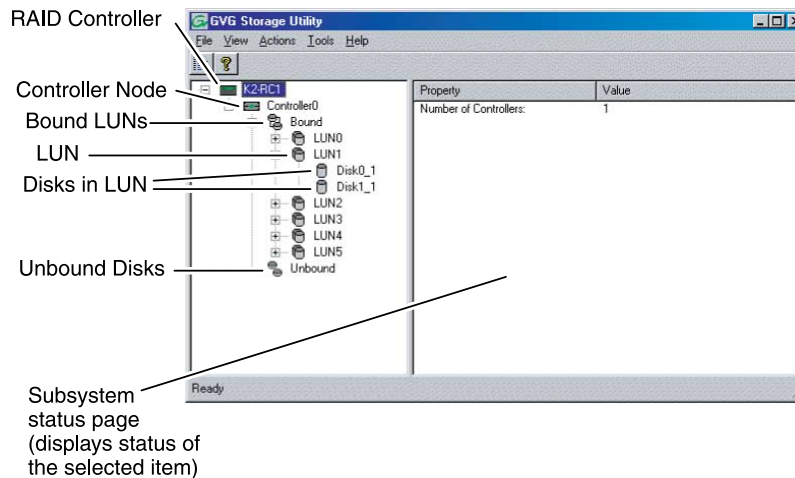 RAID Controller
Controller Node
Bound LUNs
LUN
Disks in LUN
Unbound Disks
Subsystem
status page
(displays status of
the selected item)
GVG Storage Utility
File View Actions Tools Help
K2-RC1
Controller0
Bound
LUN0
LUN1
Disk0_1
Disk1_1
LUN2
LUN3
LUN4
LUN5
Unbound
Property Value
Number of Controllers: 1
Ready